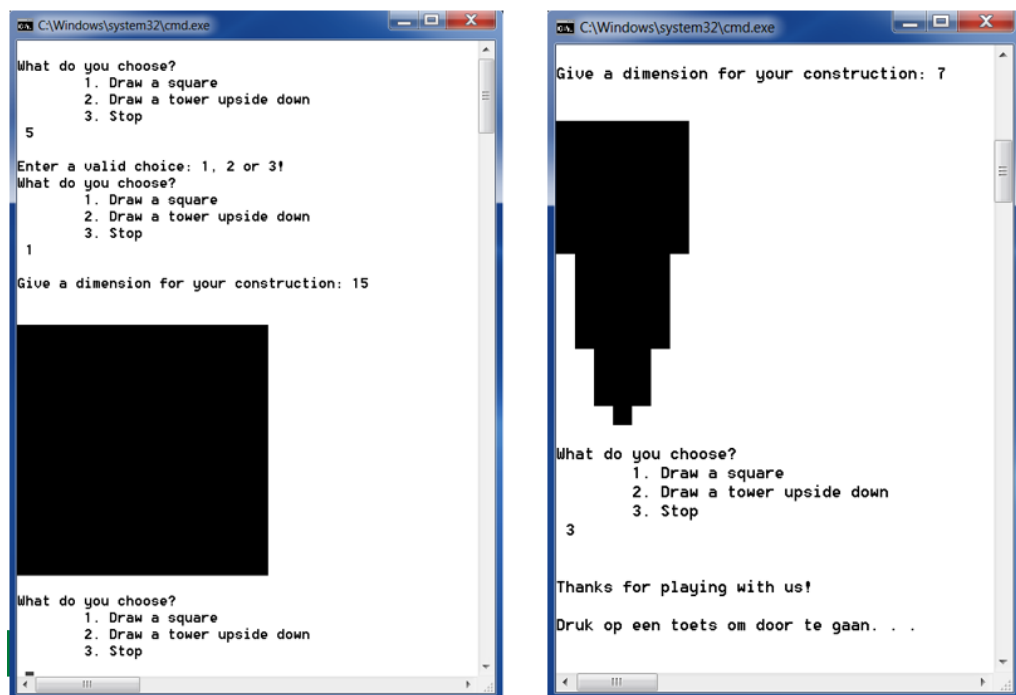 C:\Windows\system32\cmd.exe
What do you choose?
1. Draw a square
2. Draw a tower upside down
3. Stop
5
Enter a valid choice: 1, 2 or 3!
What do you choose?
1. Draw a square
2. Draw a tower upside down
3. Stop
1
Give a dimension for your construction: 15
What do you choose?
1. Draw a square
2. Draw a tower upside down
3. Stop
C:\Windows\system32\cmd.exe
Give a dimension for your construction: 7
What do you choose?
1. Draw a square
2. Draw a tower upside down
3. Stop
3
Thanks for playing with us!
Druk op een toets om door te gaan. . .